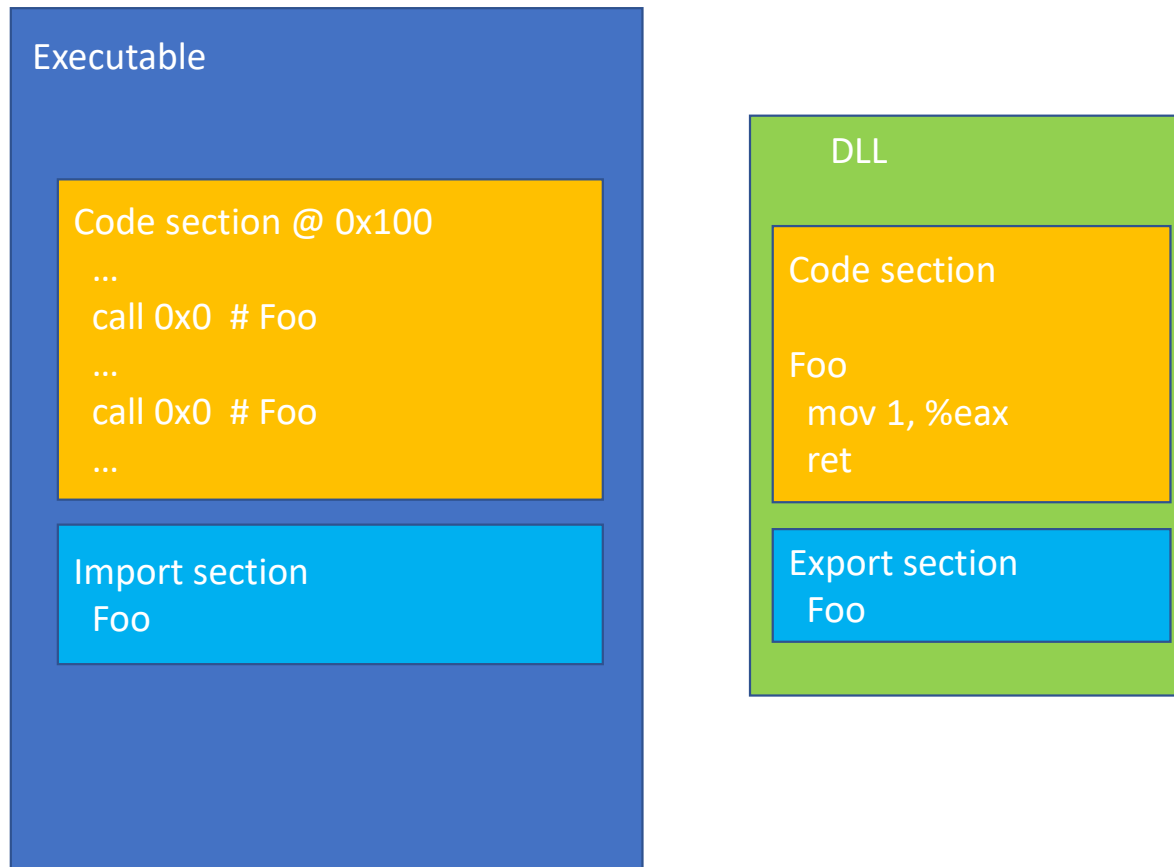 Executable
Code section @ 0x100
…
call 0x0  # Foo
…
call 0x0  # Foo
…
Import section
Foo
DLL
Code section
Foo
mov 1, %eax
ret
Export section
Foo